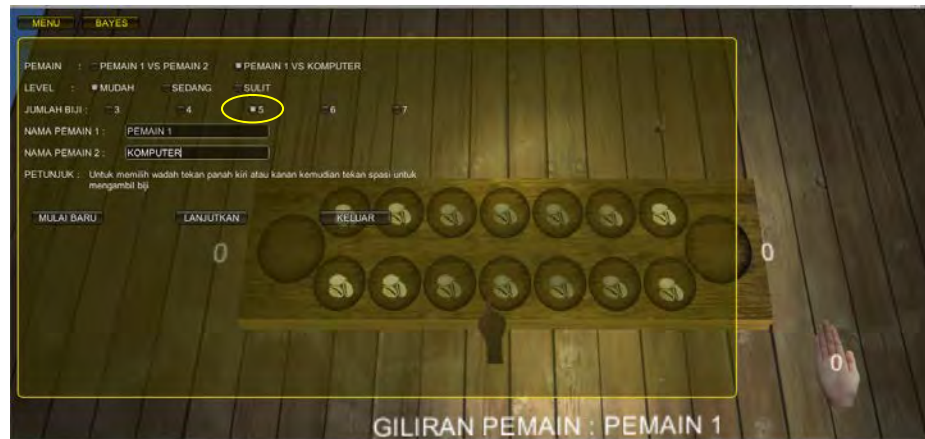 MENU BAYES
PEMAIN : PEMAIN 1 VS PEMAIN 2 PEMAIN 1 VS KOMPUTER
LEVEL : MUDAH SEDANG SULIT
JUMLAH BIJI : 3 4 5 6 7
NAMA PEMAIN 1 : PEMAIN 1
NAMA PEMAIN 2 : KOMPUTER
PETUNJUK : Untuk memilih wadah tekan panah kiri atau kanan kemudian tekan spasi untuk
mengambil biji
MULAI BARU LANJUTKAN KELUAR
0
0
0
GILIRAN PEMAIN : PEMAIN 1